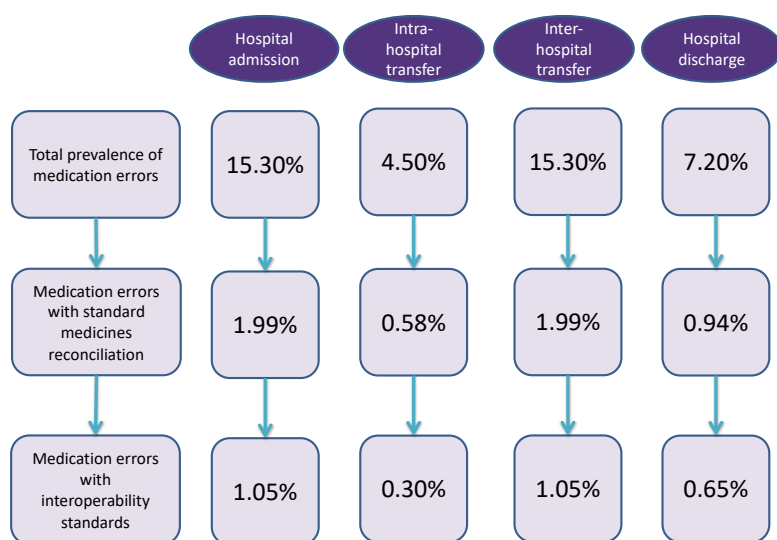 Hospital
admission
Intra-
hospital
transfer
Inter-
hospital
transfer
Hospital
discharge
Total prevalence of
medication errors
15.30%
4.50%
15.30%
7.20%
Medication errors
with standard
medicines
reconciliation
1.99%
0.58%
1.99%
0.94%
Medication errors
with
interoperability
standards
1.05%
0.30%
1.05%
0.65%